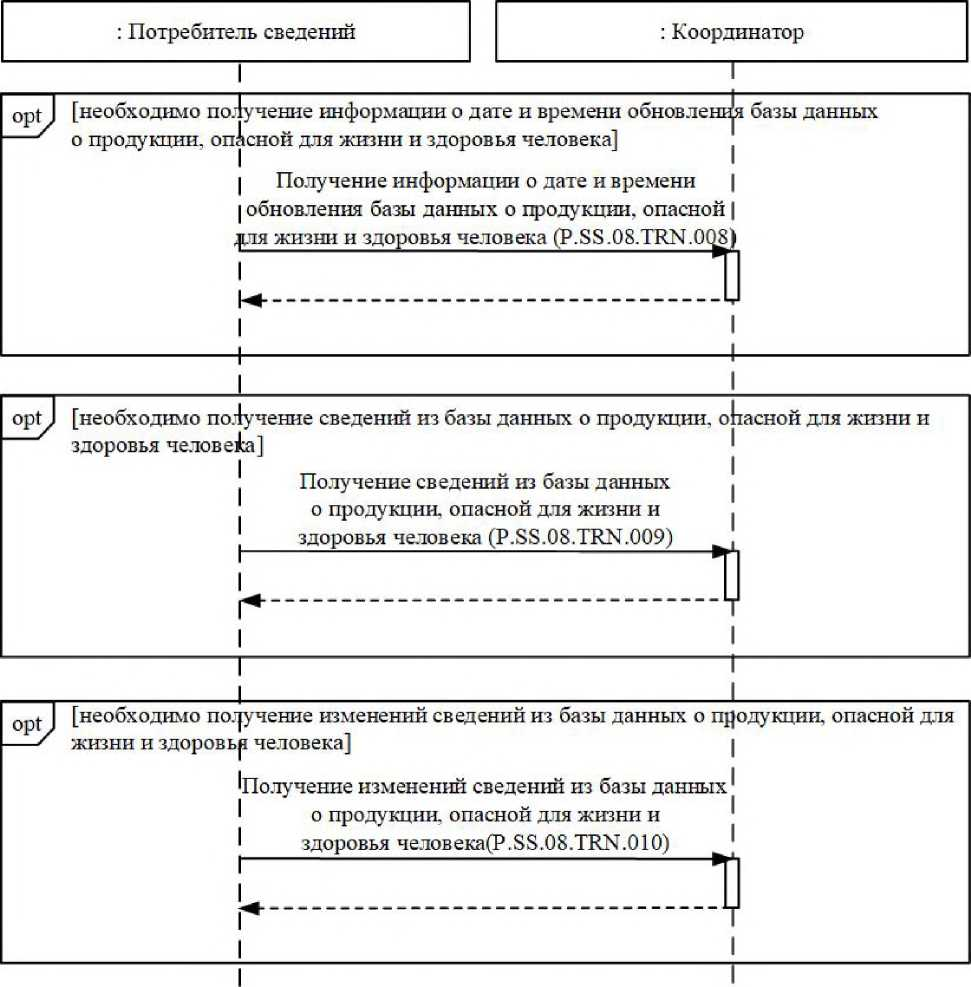 : Потребитель сведений
: Координатор
opt
[необходимо получение информации о дате и времени обновления базы данных
о продукции, опасной для жизни и здоровья человека]
Получение информации о дате и времени
обновления базы данных о продукции, опасной
для жизни и здоровья человека (P.SS.08.TRN.008)
opt
[необходимо получение сведений из базы данных о продукции, опасной для жизни и
здоровья человека]
Получение сведений из базы данных
о продукции, опасной для жизни и
здоровья человека (P.SS.08.TRN.009)
opt
[необходимо получение изменений сведений из базы данных о продукции, опасной для
жизни и здоровья человека]
Получение изменений сведений из базы данных
о продукции, опасной для жизни и
здоровья человека(P.SS.08.TRN.010)